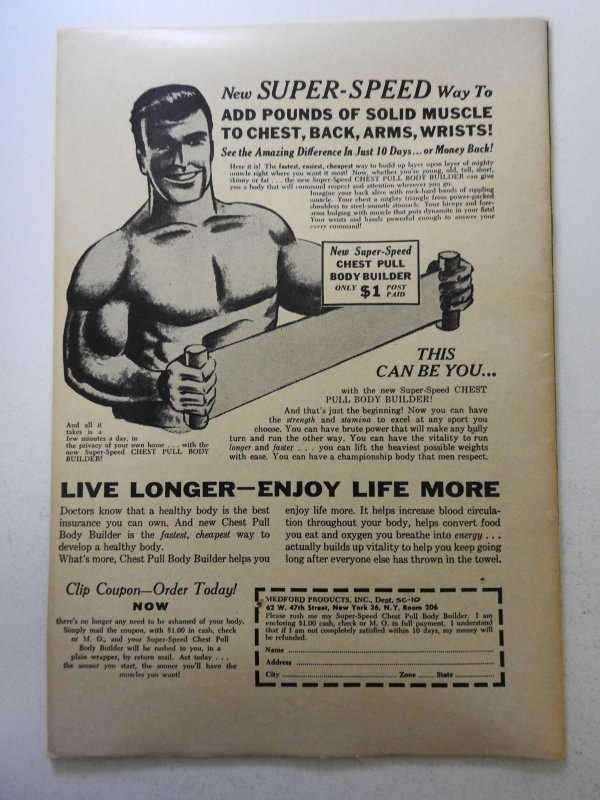 New SUPER-SPEED Way To
ADD POUNDS OF SOLID MUSCLE
TO CHEST, BACK, ARMS, WRISTS!
See the Amazing Difference In Just 10 Days...or Money Back!
Here it is! The fastest, easiest, cheapest way to build up layer upon layer of mighty
muscle right where you want it most! Now, whether you're young, old, tall, short,
skinny or fat . . . the new Super-Speed CHEST PULL BODY BUILDER can give
you a body that will command respect and attention wherever you go.
Imagine your back alive with rock-hard bands of rippling
muscle. Your chest a mighty triangle from power-packed
shoulders to steel-smooth stomach. Your biceps and fore-
arms bulging with muscle that puts dynamite in your fists!
Your wrists and hands powerful enough to answer your
every command!
New Super-Speed
CHEST PULL
BODY BUILDER
ONLY $1 POST PAID
THIS
CAN BE YOU...
with the new Super-Speed CHEST
PULL BODY BUILDER!
And that's just the beginning! Now you can have
the strength and stamina to excel at any sport you
choose. You can have brute power that will make any bully
turn and run the other way. You can have the vitality to run
longer and faster . . . you can lift the heaviest possible weights
with ease. You can have a championship body that men respect.
And all it
takes is a
few minutes a day, in
the privacy of your own home . . . with the
new Super-Speed CHEST PULL BODY
BUILDER!
LIVE LONGER—ENJOY LIFE MORE
Doctors know that a healthy body is the best
insurance you can own. And new Chest Pull
Body Builder is the fastest, cheapest way to
develop a healthy body.
What's more, Chest Pull Body Builder helps you
enjoy life more. It helps increase blood circula-
tion throughout your body, helps convert food
you eat and oxygen you breathe into energy . . .
actually builds up vitality to help you keep going
long after everyone else has thrown in the towel.
Clip Coupon—Order Today!
NOW
there's no longer any need to be ashamed of your body.
Simply mail the coupon, with $1.00 in cash, check
or M. O., and your Super-Speed Chest Pull
Body Builder will be rushed to you, in a
plain wrapper, by return mail. Act today . . .
the sooner you start, the sooner you'll have the
muscles you want!
MEDFORD PRODUCTS, INC., Dept. SC-10
62 W. 47th Street, New York 36, N. Y. Room 206
Please rush me my Super-Speed Chest Pull Body Builder. I am
enclosing $1.00 cash, check or M. O. in full payment. I understand
that if I am not completely satisfied within 10 days, my money will
be refunded.
Name
Address
City Zone State